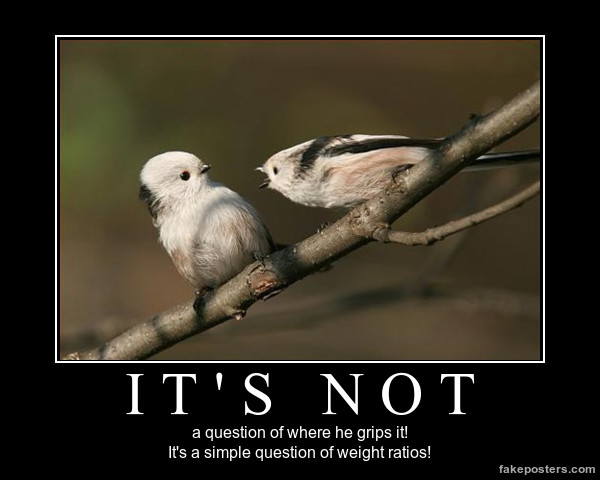 IT'S NOT
a question of where he grips it!
It's a simple question of weight ratios!
fakeposters.com